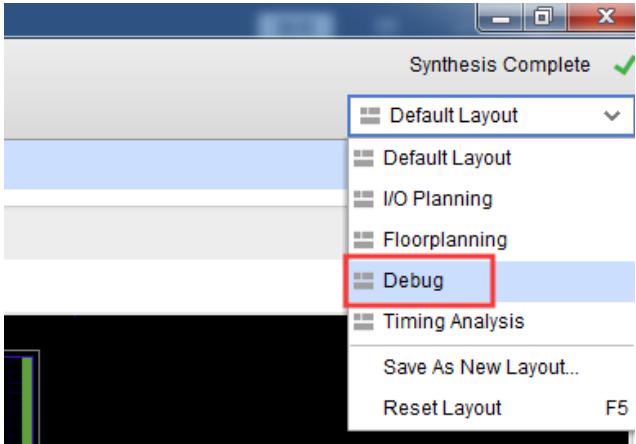 Synthesis Complete
Default Layout
Default Layout
I/O Planning
Floorplanning
Debug
Timing Analysis
Save As New Layout...
Reset Layout F5